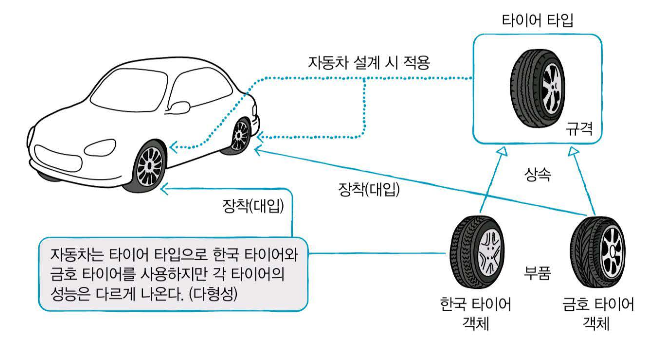 타이어 타입
자동차 설계 시 적용
규격
상속
장착(대입)
장착(대입)
자동차는 타이어 타입으로 한국 타이어와
금호 타이어를 사용하지만 각 타이어의
성능은 다르게 나온다. (다형성)
부품
한국 타이어
객체
금호 타이어
객체